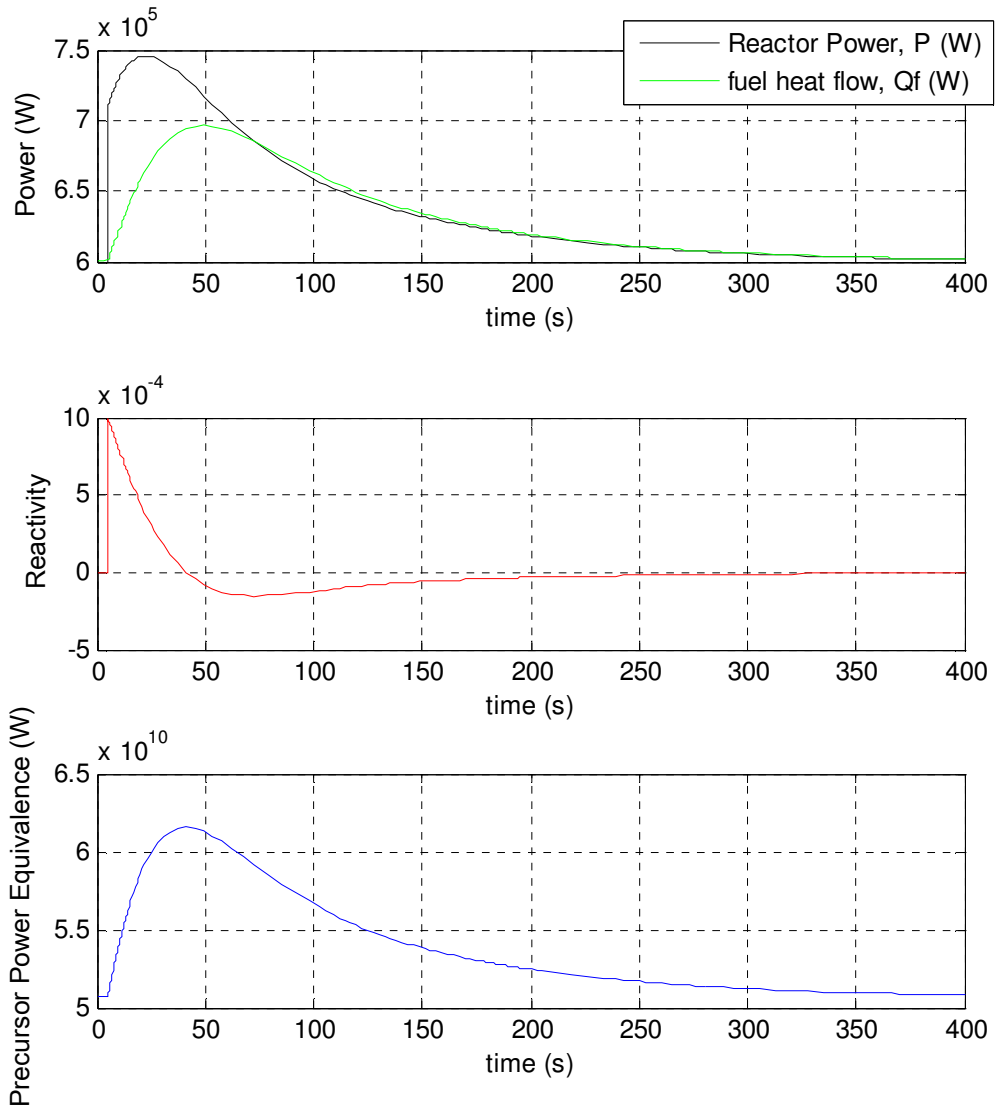 x 10^5
7.5
7
6.5
6
Power (W)
Reactor Power, P (W)
fuel heat flow, Qf (W)
0 50 100 150 200 250 300 350 400
time (s)
x 10^-4
10
5
0
-5
Reactivity
0 50 100 150 200 250 300 350 400
time (s)
x 10^10
6.5
6
5.5
5
Precursor Power Equivalence (W)
0 50 100 150 200 250 300 350 400
time (s)